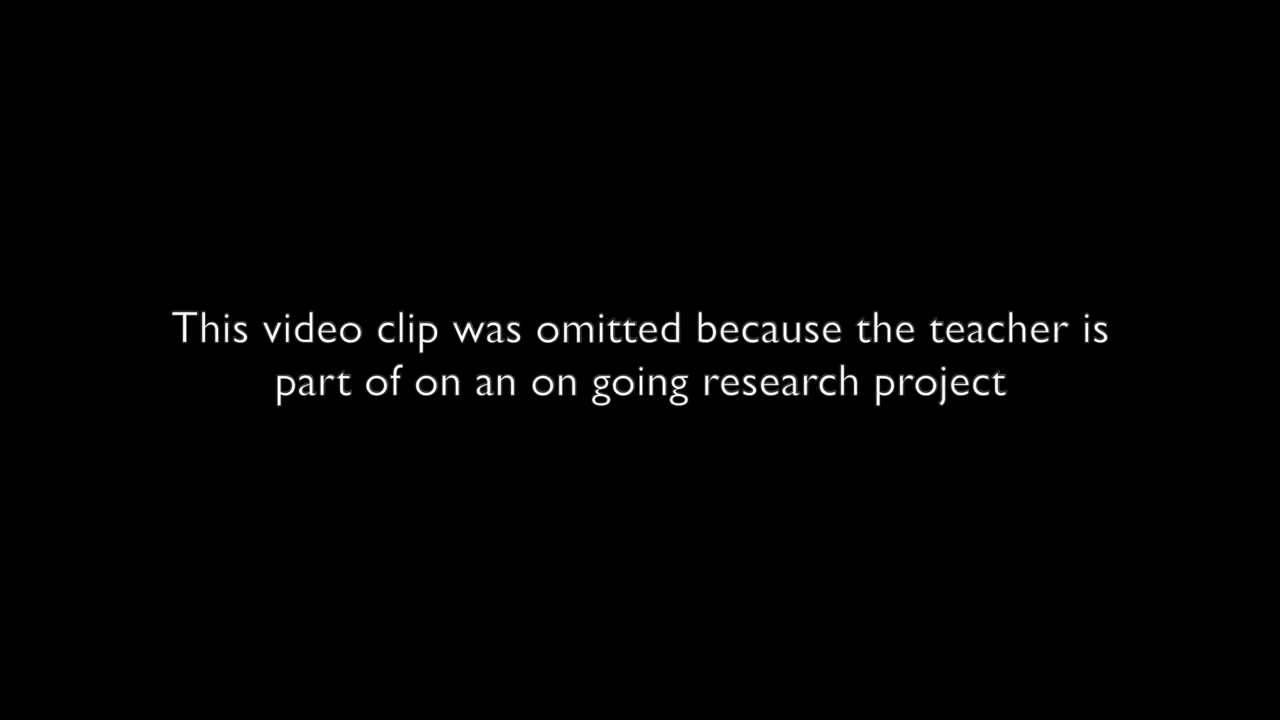 This video clip was omitted because the teacher is
part of on an on going research project